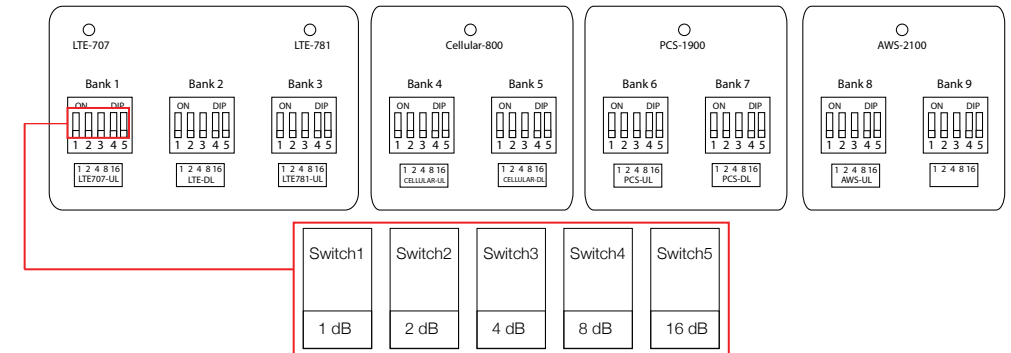 LTE-707 LTE-781 Cellular-800 PCS-1900 AWS-2100
Bank 1 Bank 2 Bank 3 Bank 4 Bank 5 Bank 6 Bank 7 Bank 8 Bank 9
ON DIP ON DIP ON DIP ON DIP ON DIP ON DIP ON DIP ON DIP ON DIP
1 2 3 4 5 1 2 3 4 5 1 2 3 4 5 1 2 3 4 5 1 2 3 4 5 1 2 3 4 5 1 2 3 4 5 1 2 3 4 5 1 2 3 4 5
1 2 4 8 16 1 2 4 8 16 1 2 4 8 16 1 2 4 8 16 1 2 4 8 16 1 2 4 8 16 1 2 4 8 16 1 2 4 8 16 1 2 4 8 16
LTE707-UL LTE-DL LTE781-UL CELLULAR-UL CELLULAR-DL PCS-UL PCS-DL AWS-UL
Switch1 Switch2 Switch3 Switch4 Switch5
1 dB 2 dB 4 dB 8 dB 16 dB